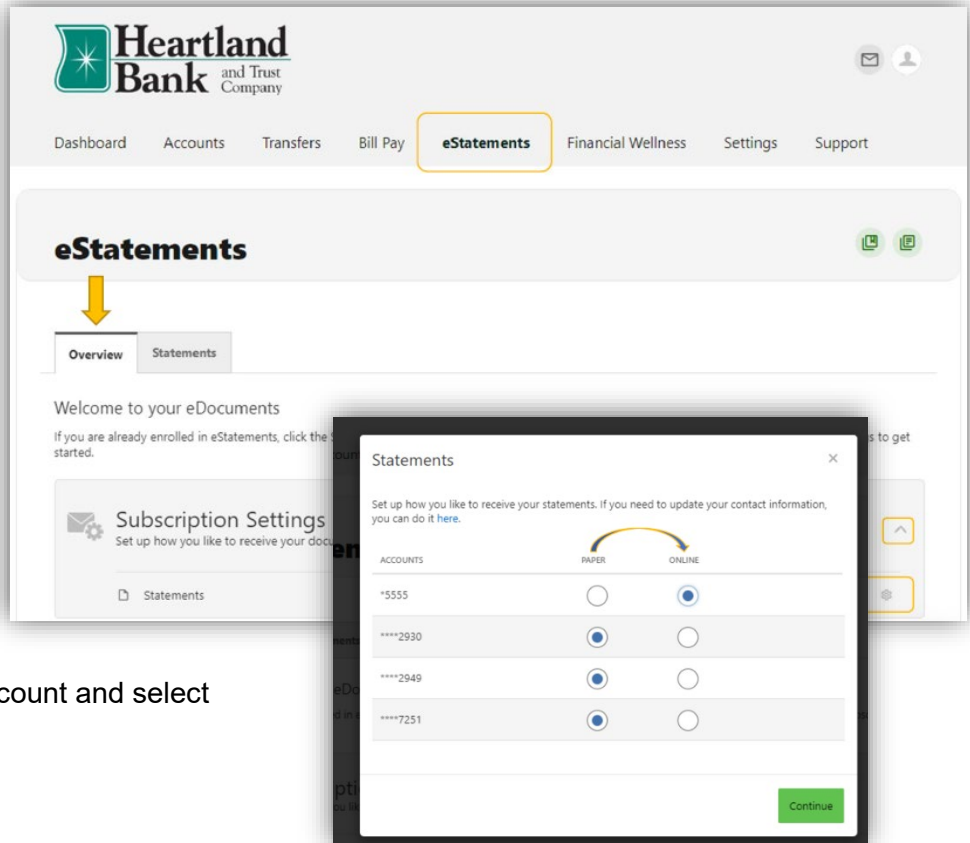 Heartland
Bank and Trust Company
Dashboard Accounts Transfers Bill Pay eStatements Financial Wellness Settings Support
eStatements
Overview Statements
Welcome to your eDocuments
If you are already enrolled in eStatements, click the
s to get
started.
Subscription Settings
Set up how you like to receive your docu
Statements
Statements
Set up how you like to receive your statements. If you need to update your contact information,
you can do it here.
ACCOUNTS PAPER ONLINE
*5555
****2930
****2949
****7251
Continue
count and select